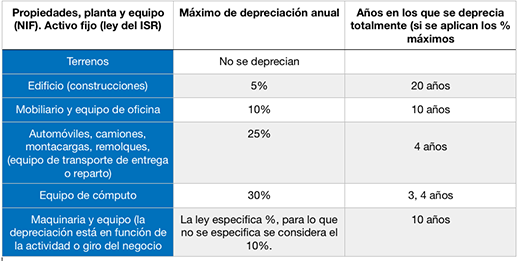 Propiedades, planta y equipo
(NIF). Activo fijo (ley del ISR)
Máximo de depreciación anual
Años en los que se deprecia
totalmente (si se aplican los %
máximos
Terrenos
No se deprecian
Edificio (construcciones)
5%
20 años
Mobiliario y equipo de oficina
10%
10 años
Automóviles, camiones,
montacargas, remolques,
(equipo de transporte de entrega
o reparto)
25%
4 años
Equipo de cómputo
30%
3, 4 años
Maquinaria y equipo (la
depreciación está en función de
la actividad o giro del negocio
La ley especifica %, para lo que
no se especifica se considera el
10%.
10 años